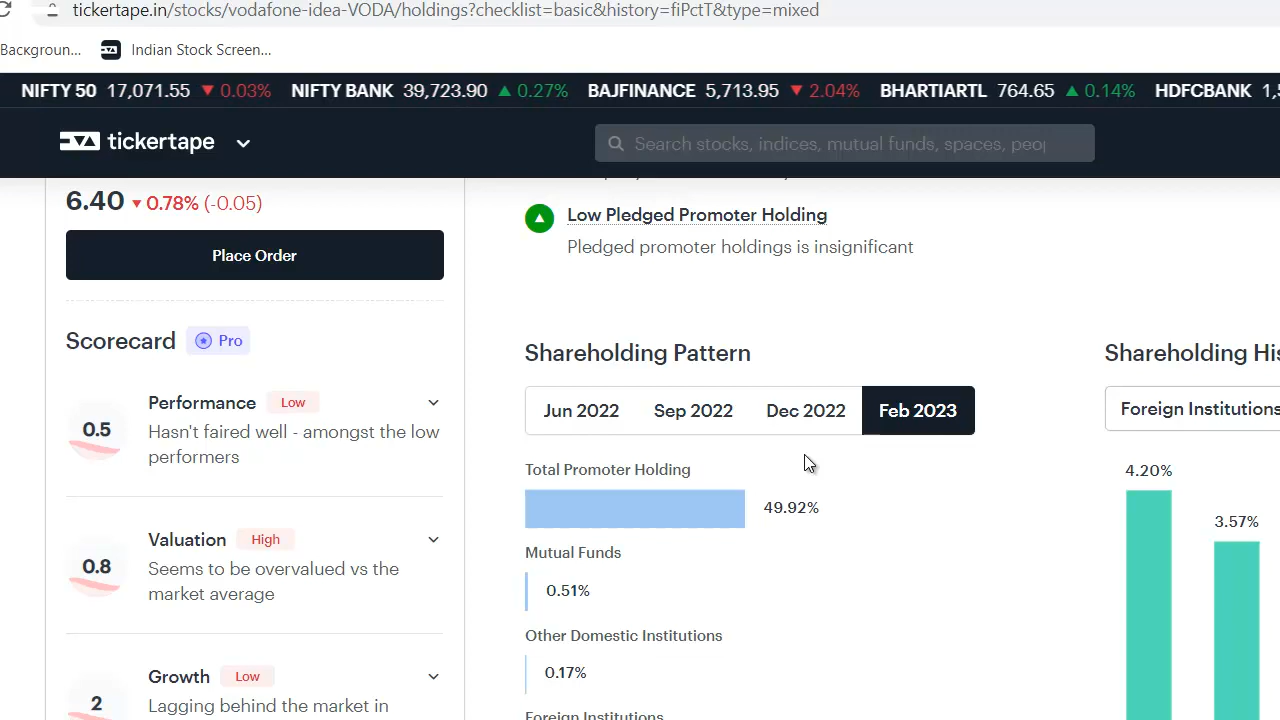 tickertape.in/stocks/vodafone-idea-VODA/holdings?checklist=basic&history=fiPctT&type=mixed
Backgroun... Indian Stock Screen...
NIFTY 50 17,071.55 ▼ 0.03% NIFTY BANK 39,723.90 ▲ 0.27% BAJFINANCE 5,713.95 ▼ 2.04% BHARTIARTL 764.65 ▲ 0.14% HDFCBANK
tickertape
Search stocks, indices, mutual funds, spaces,
6.40 ▼ 0.78% (-0.05)
Place Order
Scorecard Pro
Performance Low
0.5
Hasn't faired well - amongst the low
performers
Valuation High
0.8
Seems to be overvalued vs the
market average
Growth Low
2
Lagging behind the market in
Low Pledged Promoter Holding
Pledged promoter holdings is insignificant
Shareholding Pattern
Jun 2022 Sep 2022 Dec 2022 Feb 2023
Total Promoter Holding
49.92%
Mutual Funds
0.51%
Other Domestic Institutions
0.17%
Foreign Institutions
Shareholding
Foreign Institutions
4.20%
3.57%